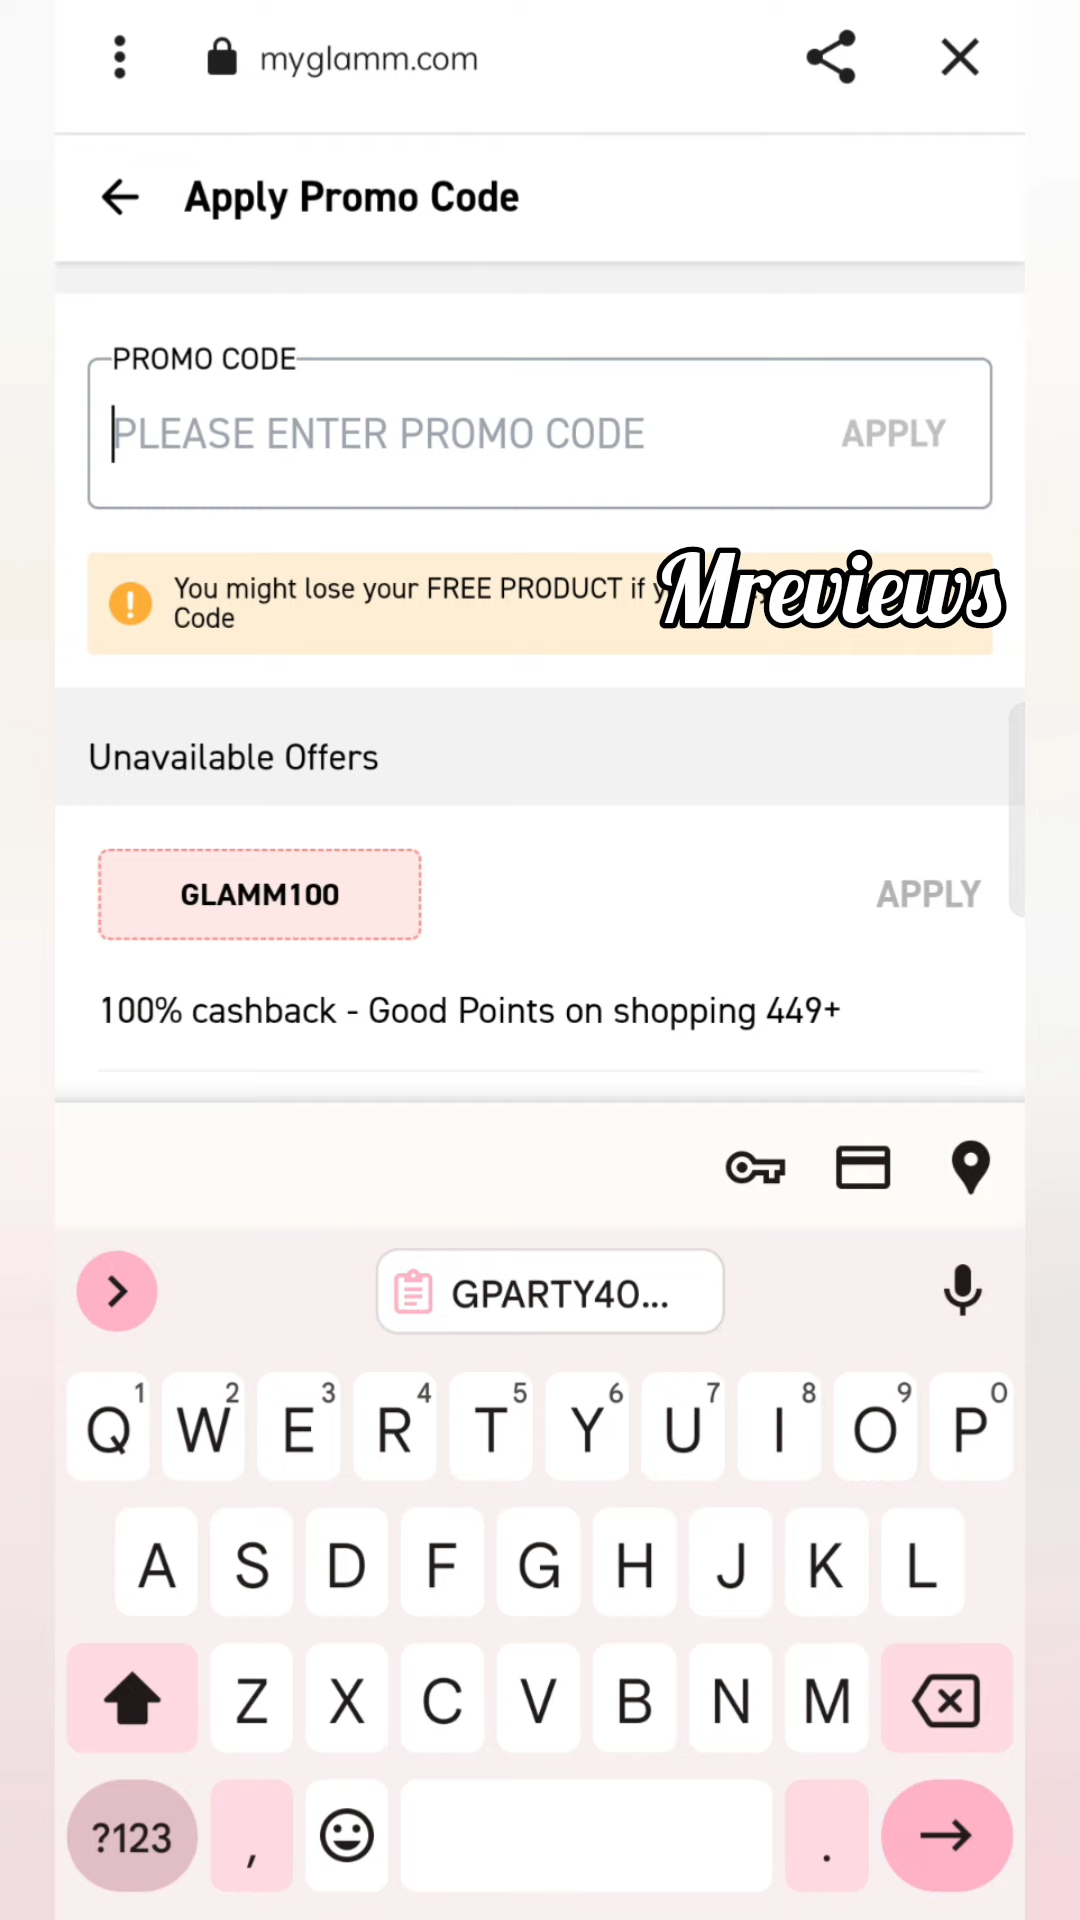 myglamm.com
Apply Promo Code
PROMO CODE
PLEASE ENTER PROMO CODE APPLY
You might lose your FREE PRODUCT if
Code
Mreviews
Unavailable Offers
GLAMM100 APPLY
100% cashback - Good Points on shopping 449+
GPARTY40...
1 2 3 4 5 6 7 8 9 0
Q W E R T Y U I O P
A S D F G H J K L
Z X C V B N M
?123 , .